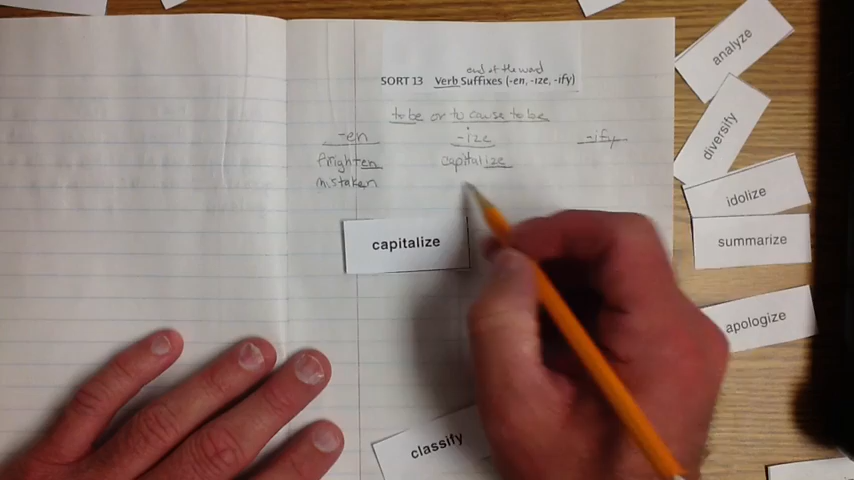 end of the word
SORT 13 Verb Suffixes (-en, -ize, -ify)
to be or to cause to be
-en -ize -ify
frighten capitalize
mistaken
capitalize
classify
analyze
diversify
idolize
summarize
apologize